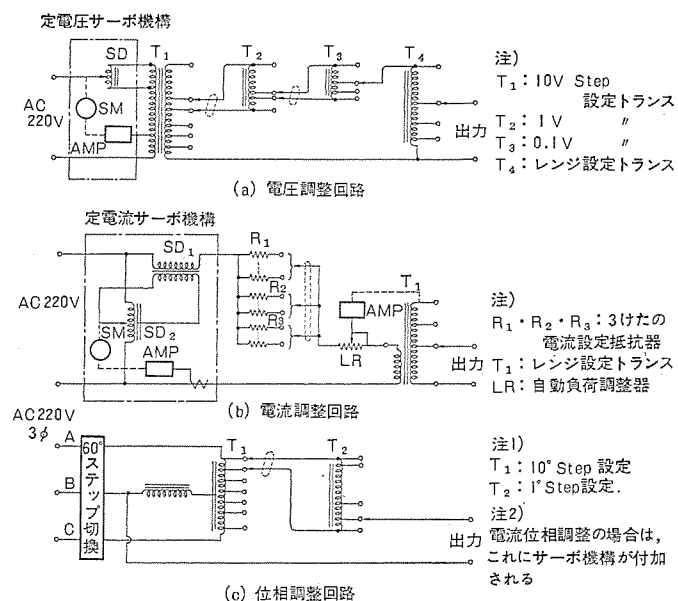 定電圧サーボ機構
SD
T₁
T₂
T₃
T₄
AC
220V
SM
AMP
出力
注)
T₁：10V Step
設定トランス
T₂：1V 〃
T₃：0.1V 〃
T₄：レンジ設定トランス
(a) 電圧調整回路
定電流サーボ機構
SD₁
R₁
R₂
R₃
AC220V
SM
SD₂
AMP
AMP
LR
T₁
出力
注)
R₁・R₂・R₃：3けたの
電流設定抵抗器
T₁：レンジ設定トランス
LR：自動負荷調整器
(b) 電流調整回路
AC220V
3φ
A
B
C
60°ステップ切換
T₁
T₂
出力
注1)
T₁：10°Step 設定
T₂：1°Step設定.
注2)
電流位相調整の場合は，
これにサーボ機構が付加
される
(c) 位相調整回路